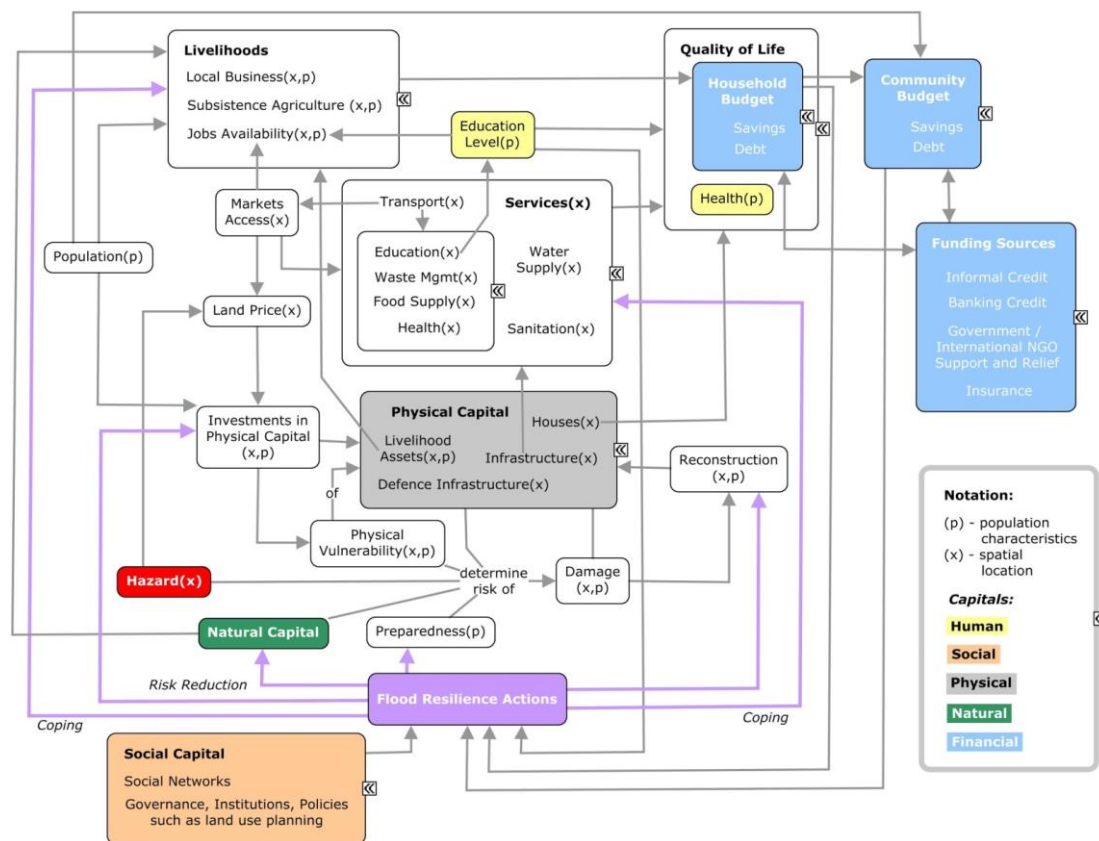 Livelihoods
Local Business(x,p)
Subsistence Agriculture (x,p)
Jobs Availability(x,p)
Education
Level(p)
Quality of Life
Household
Budget
Savings
Debt
Health(p)
Community
Budget
Savings
Debt
Markets
Access(x)
Transport(x)
Services(x)
Education(x)
Waste Mgmt(x)
Food Supply(x)
Health(x)
Water
Supply(x)
Sanitation(x)
Population(p)
Land Price(x)
Funding Sources
Informal Credit
Banking Credit
Government /
International NGO
Support and Relief
Insurance
Investments in
Physical Capital
(x,p)
Physical Capital
Houses(x)
Livelihood
Assets(x,p)
Infrastructure(x)
Defence Infrastructure(x)
Reconstruction
(x,p)
of
Physical
Vulnerability(x,p)
determine
risk of
Damage
(x,p)
Hazard(x)
Natural Capital
Preparedness(p)
Risk Reduction
Flood Resilience Actions
Coping
Coping
Social Capital
Social Networks
Governance, Institutions, Policies
such as land use planning
Notation:
(p) - population
characteristics
(x) - spatial
location
Capitals:
Human
Social
Physical
Natural
Financial